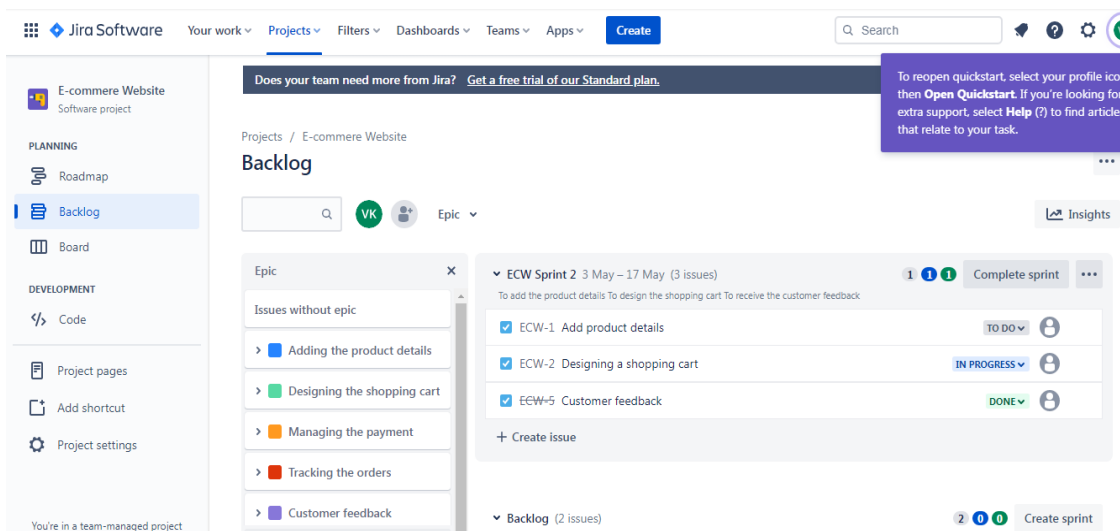 Jira Software
Your work
Projects
Filters
Dashboards
Teams
Apps
Create
Search
Does your team need more from Jira? Get a free trial of our Standard plan.
To reopen quickstart, select your profile ico
then Open Quickstart. If you're looking for
extra support, select Help (?) to find article
that relate to your task.
E-commere Website
Software project
PLANNING
Roadmap
Backlog
Board
DEVELOPMENT
Code
Project pages
Add shortcut
Project settings
You're in a team-managed project
Projects / E-commere Website
Backlog
VK
Epic
Insights
Epic
Issues without epic
Adding the product details
Designing the shopping cart
Managing the payment
Tracking the orders
Customer feedback
ECW Sprint 2 3 May – 17 May (3 issues)
1 1 1 Complete sprint
To add the product details To design the shopping cart To receive the customer feedback
ECW-1 Add product details TO DO
ECW-2 Designing a shopping cart IN PROGRESS
ECW-5 Customer feedback DONE
+ Create issue
Backlog (2 issues) 2 0 0 Create sprint